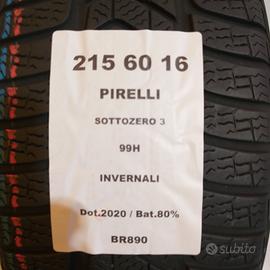 215 60 16
PIRELLI
SOTTOZERO 3
99H
INVERNALI
Dot.2020 / Bat.80%
BR890
subito